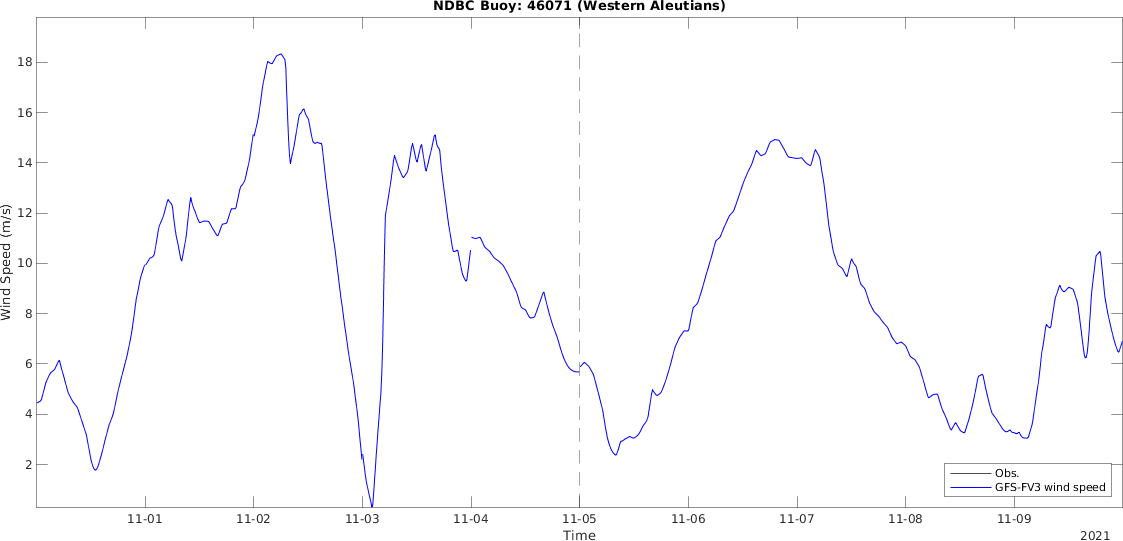 NDBC Buoy: 46071 (Western Aleutians)
Wind Speed (m/s)
18
16
14
12
10
8
6
4
2
Obs.
GFS-FV3 wind speed
11-01 11-02 11-03 11-04 11-05 11-06 11-07 11-08 11-09
Time
2021